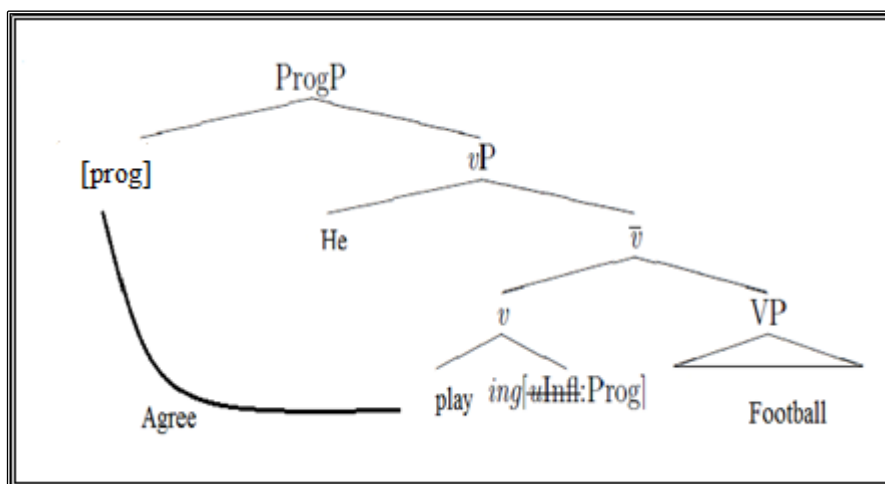 ProgP
[prog]
vP
He
v̅
v
VP
play ing[uInfl:Prog]
Agree
Football